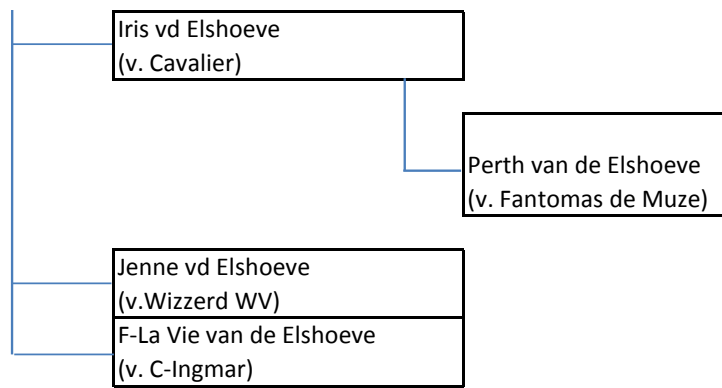 Iris vd Elshoeve
(v. Cavalier)
Perth van de Elshoeve
(v. Fantomas de Muze)
Jenne vd Elshoeve
(v.Wizzerd WV)
F-La Vie van de Elshoeve
(v. C-Ingmar)